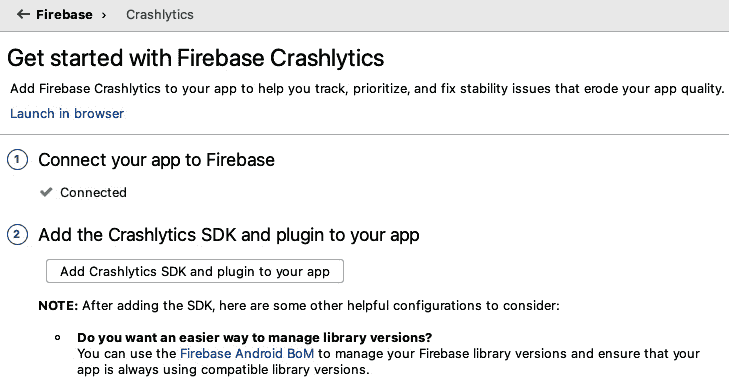 ← Firebase › Crashlytics
Get started with Firebase Crashlytics
Add Firebase Crashlytics to your app to help you track, prioritize, and fix stability issues that erode your app quality.
Launch in browser
1 Connect your app to Firebase
✔ Connected
2 Add the Crashlytics SDK and plugin to your app
Add Crashlytics SDK and plugin to your app
NOTE: After adding the SDK, here are some other helpful configurations to consider:
Do you want an easier way to manage library versions?
You can use the Firebase Android BoM to manage your Firebase library versions and ensure that your
app is always using compatible library versions.